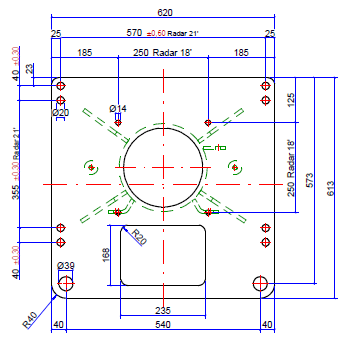 620
25 570 ±0.60 Radar 21' 25
185 250 Radar 18' 185
40 ±0.30
23
Ø14
Ø20
125
355 ±0.30 Radar 21'
250 Radar 18'
573
613
40 ±0.30
168
R20
Ø39
235
R40
40 540 40